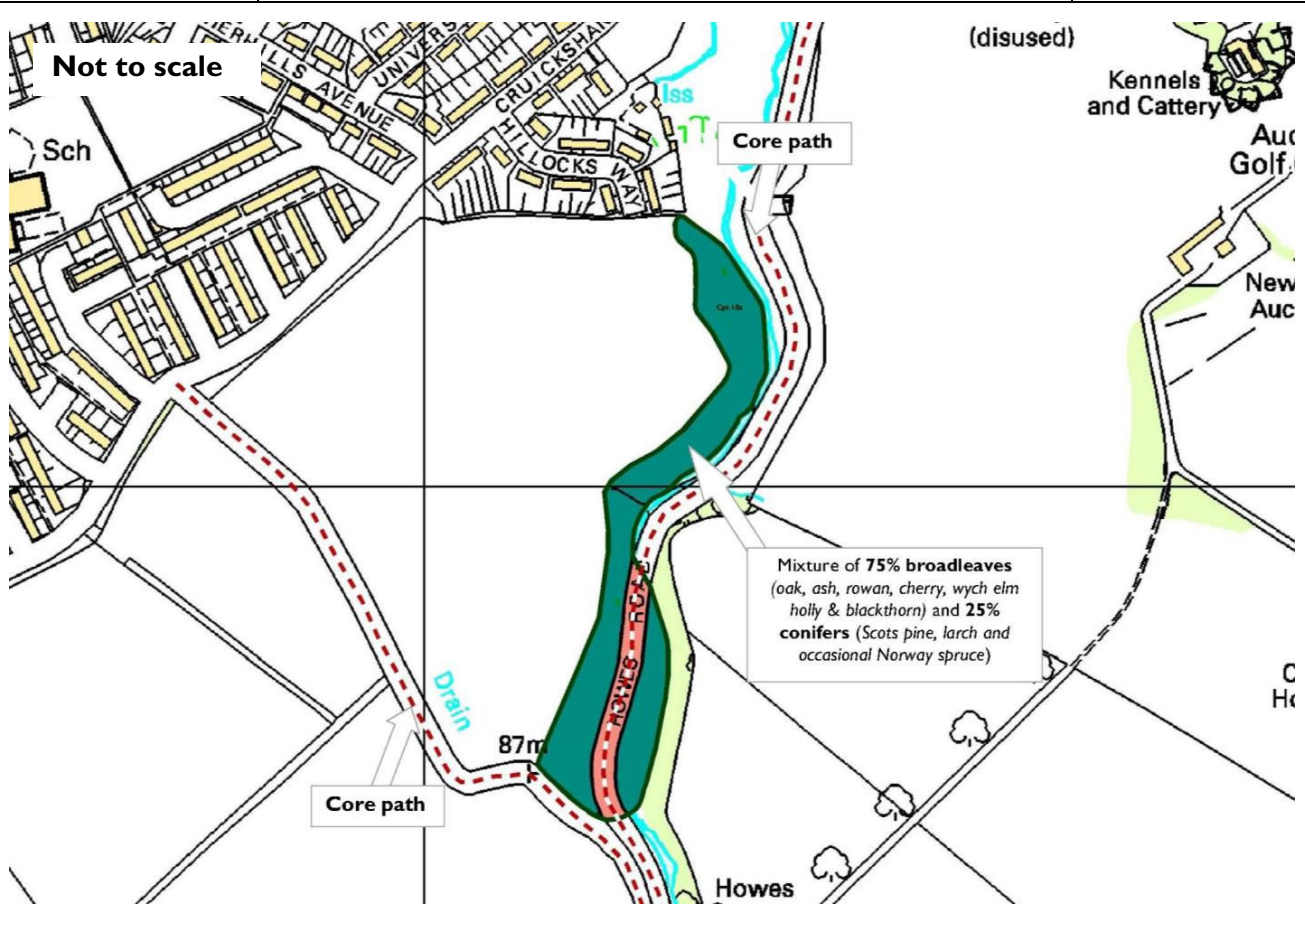 (disused)
Not to scale
AVENUE
CRUICKSHA
HILLOCKS WAY
Iss
Kennels
and Cattery
Sch
Core path
Auc
Golf
New
Auc
Mixture of 75% broadleaves
(oak, ash, rowan, cherry, wych elm
holly & blackthorn) and 25%
conifers (Scots pine, larch and
occasional Norway spruce)
HOWES ROAD
Drain
87m
Core path
C
Ho
Howes